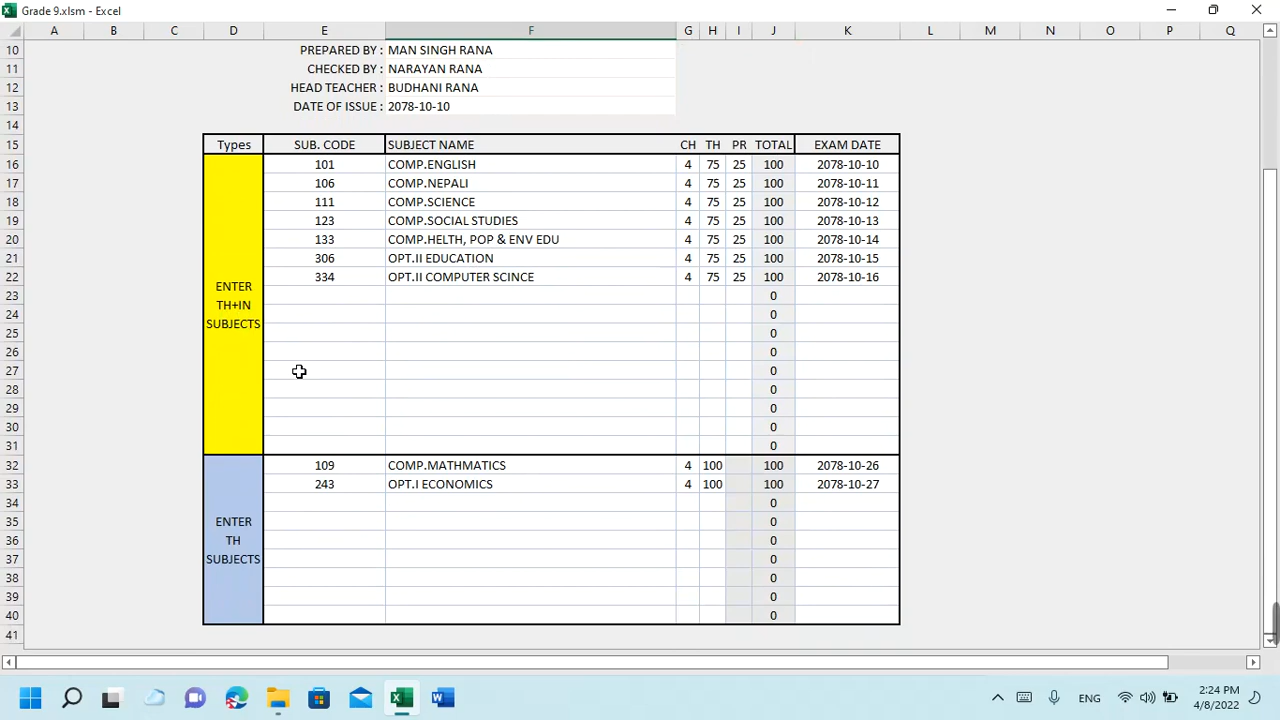 Grade 9.xlsm - Excel
A B C D E F G H I J K L M N O P Q
10 PREPARED BY : MAN SINGH RANA
11 CHECKED BY : NARAYAN RANA
12 HEAD TEACHER : BUDHANI RANA
13 DATE OF ISSUE : 2078-10-10
14
15 Types SUB. CODE SUBJECT NAME CH TH PR TOTAL EXAM DATE
16 101 COMP.ENGLISH 4 75 25 100 2078-10-10
17 106 COMP.NEPALI 4 75 25 100 2078-10-11
18 111 COMP.SCIENCE 4 75 25 100 2078-10-12
19 123 COMP.SOCIAL STUDIES 4 75 25 100 2078-10-13
20 133 COMP.HELTH, POP & ENV EDU 4 75 25 100 2078-10-14
21 306 OPT.II EDUCATION 4 75 25 100 2078-10-15
22 334 OPT.II COMPUTER SCINCE 4 75 25 100 2078-10-16
ENTER
23 0
TH+IN
24 0
SUBJECTS
25 0
26 0
27 0
28 0
29 0
30 0
31 0
32 109 COMP.MATHMATICS 4 100 100 2078-10-26
33 243 OPT.I ECONOMICS 4 100 100 2078-10-27
34 0
35 ENTER 0
36 TH 0
37 SUBJECTS 0
38 0
39 0
40 0
41
ENG 2:24 PM
4/8/2022